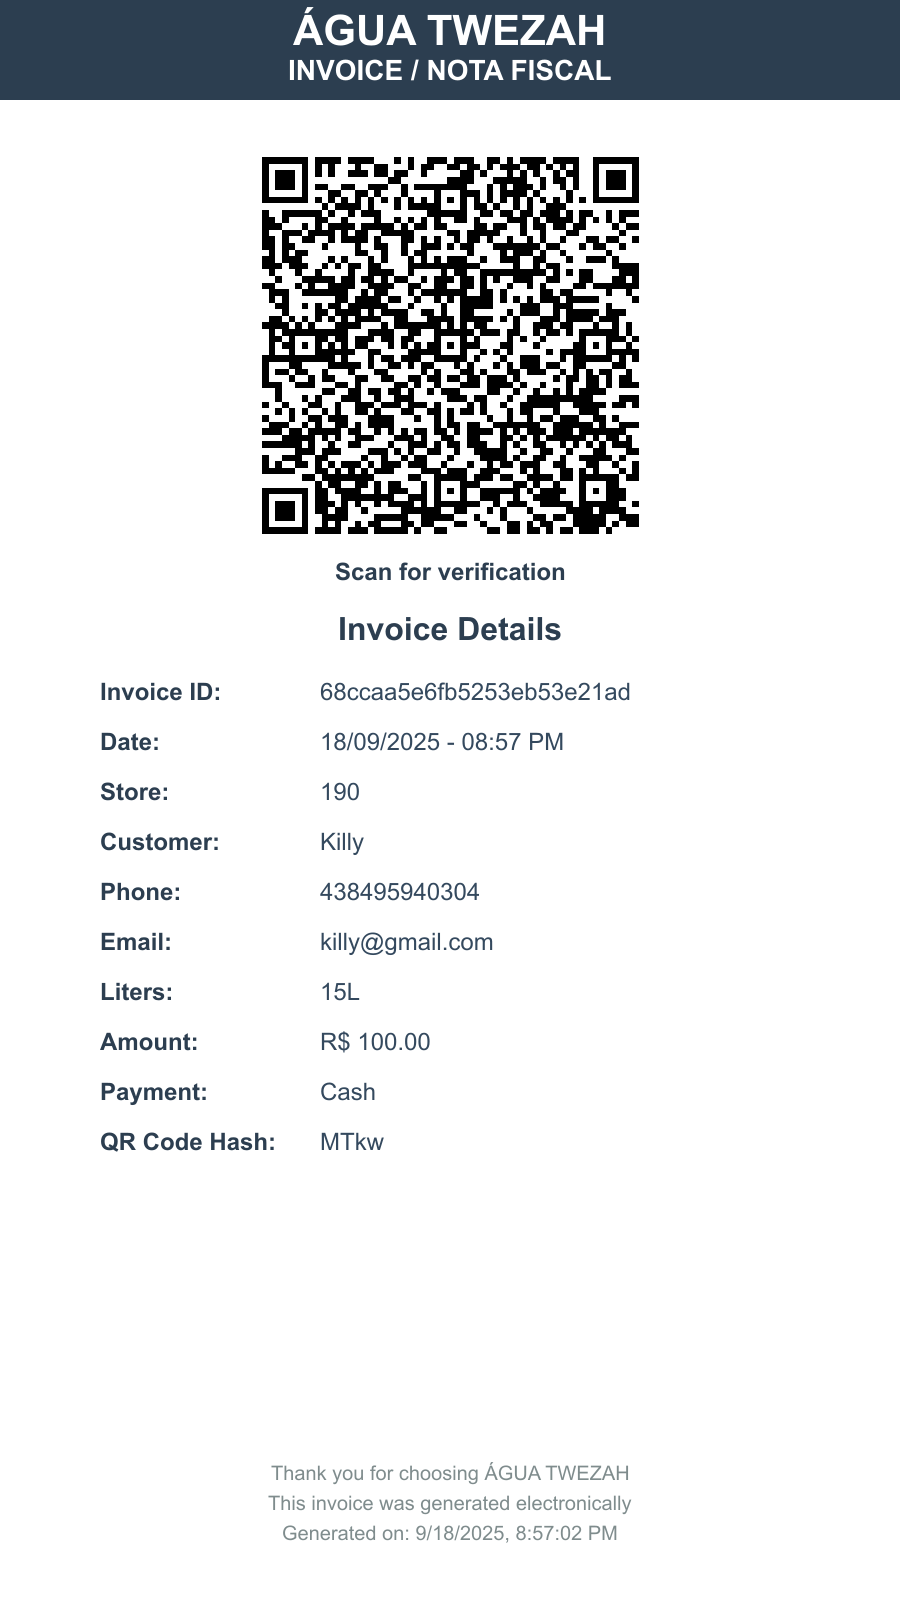 ÁGUA TWEZAH
INVOICE / NOTA FISCAL
Scan for verification
Invoice Details
Invoice ID: 68ccaa5e6fb5253eb53e21ad
Date: 18/09/2025 - 08:57 PM
Store: 190
Customer: Killy
Phone: 438495940304
Email: killy@gmail.com
Liters: 15L
Amount: R$ 100.00
Payment: Cash
QR Code Hash: MTkw
Thank you for choosing ÁGUA TWEZAH
This invoice was generated electronically
Generated on: 9/18/2025, 8:57:02 PM